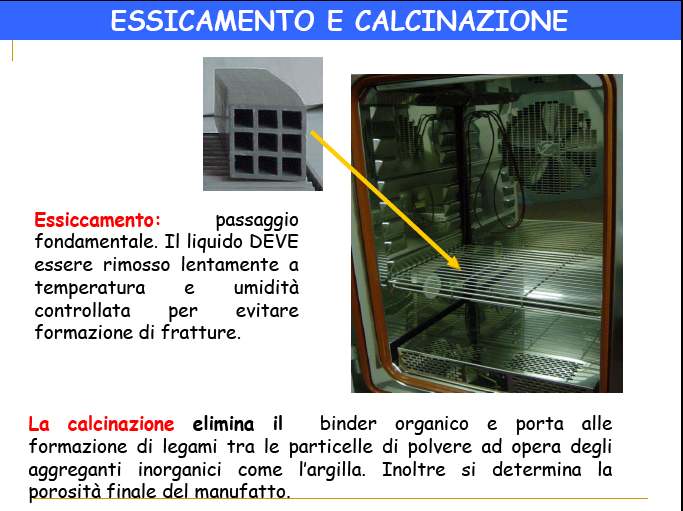 ESSICAMENTO E CALCINAZIONE
Essiccamento: passaggio
fondamentale. Il liquido DEVE
essere rimosso lentamente a
temperatura e umidità
controllata per evitare
formazione di fratture.
La calcinazione elimina il binder organico e porta alle
formazione di legami tra le particelle di polvere ad opera degli
aggreganti inorganici come l'argilla. Inoltre si determina la
porosità finale del manufatto.